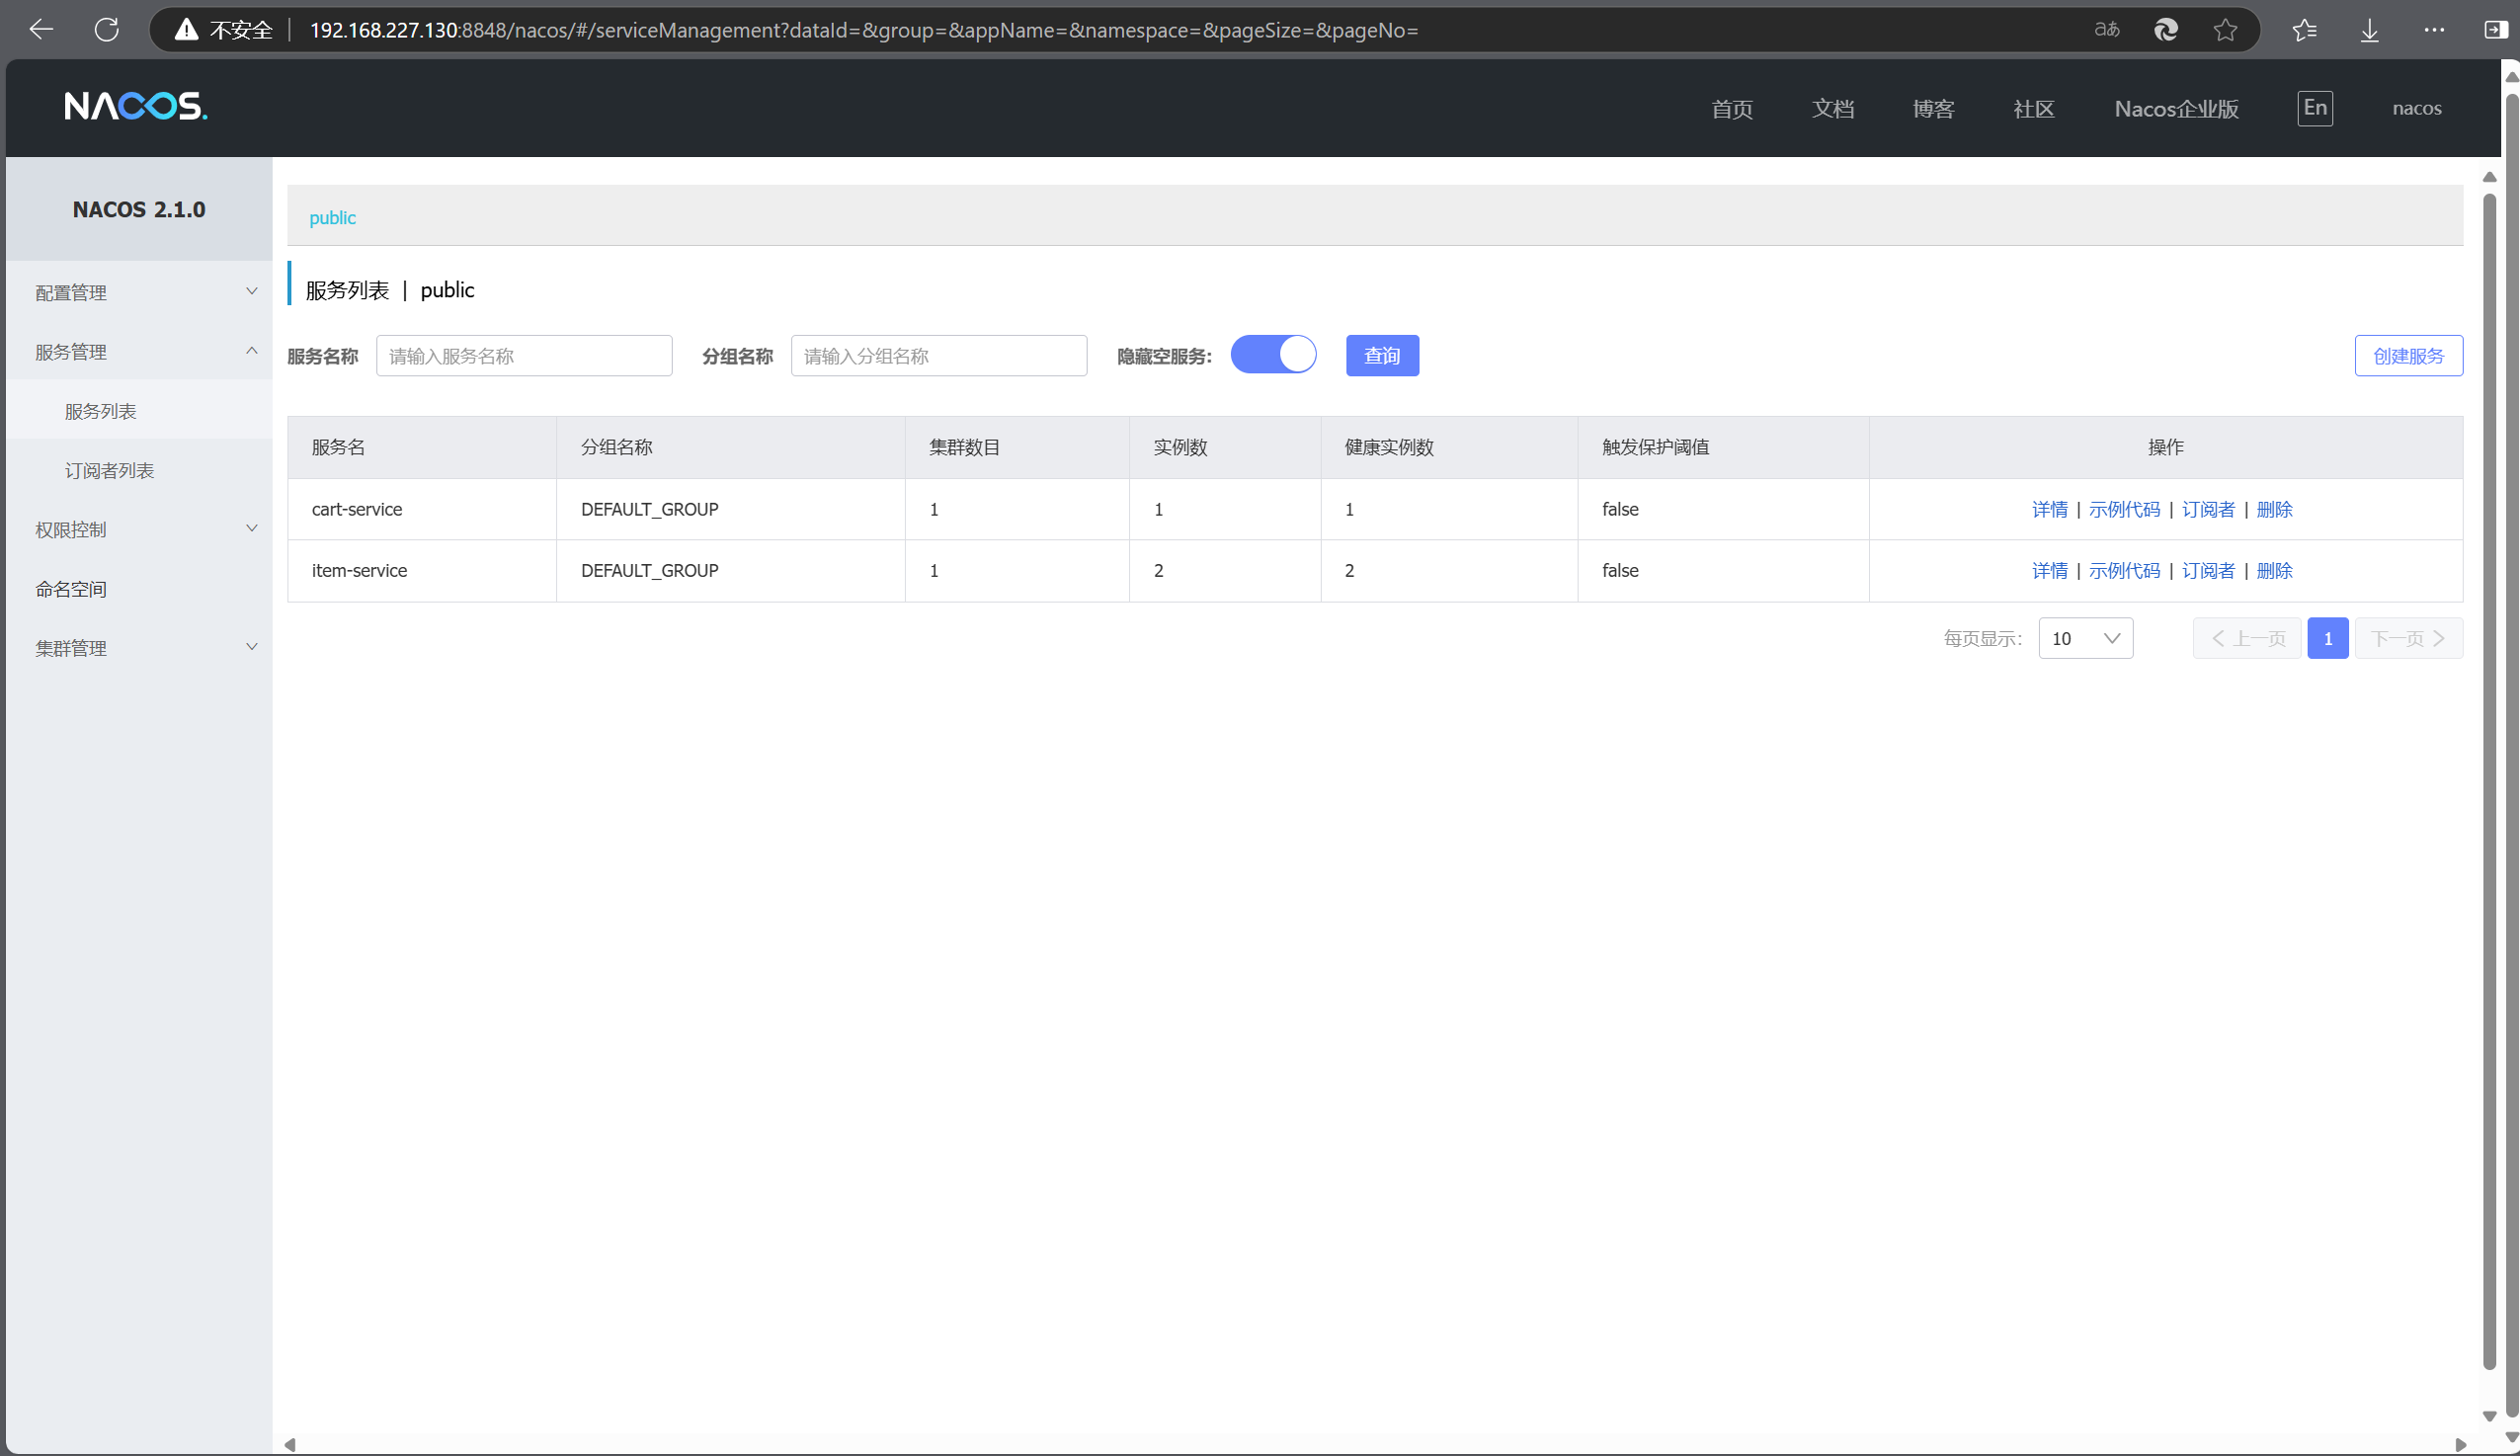 不安全 192.168.227.130:8848/nacos/#/serviceManagement?dataId=&group=&appName=&namespace=&pageSize=&pageNo= aあ
NACOS. 首页 文档 博客 社区 Nacos企业版 En nacos
NACOS 2.1.0
配置管理
服务管理
服务列表
订阅者列表
权限控制
命名空间
集群管理
public
服务列表 | public
服务名称 请输入服务名称 分组名称 请输入分组名称 隐藏空服务: 查询 创建服务
服务名 分组名称 集群数目 实例数 健康实例数 触发保护阈值 操作
cart-service DEFAULT_GROUP 1 1 1 false 详情 | 示例代码 | 订阅者 | 删除
item-service DEFAULT_GROUP 1 2 2 false 详情 | 示例代码 | 订阅者 | 删除
每页显示: 10 上一页 1 下一页